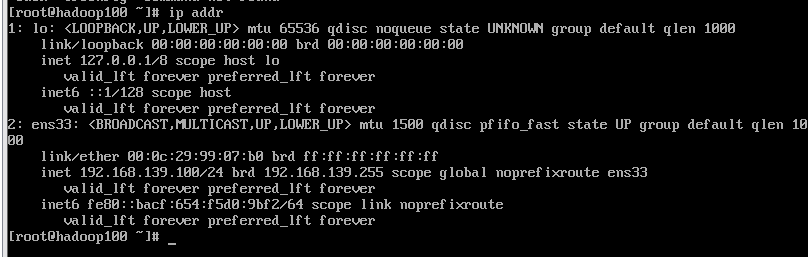 [root@hadoop100 ~]# ip addr
1: lo: <LOOPBACK,UP,LOWER_UP> mtu 65536 qdisc noqueue state UNKNOWN group default qlen 1000
    link/loopback 00:00:00:00:00:00 brd 00:00:00:00:00:00
    inet 127.0.0.1/8 scope host lo
       valid_lft forever preferred_lft forever
    inet6 ::1/128 scope host
       valid_lft forever preferred_lft forever
2: ens33: <BROADCAST,MULTICAST,UP,LOWER_UP> mtu 1500 qdisc pfifo_fast state UP group default qlen 10
00
    link/ether 00:0c:29:99:07:b0 brd ff:ff:ff:ff:ff:ff
    inet 192.168.139.100/24 brd 192.168.139.255 scope global noprefixroute ens33
       valid_lft forever preferred_lft forever
    inet6 fe80::bacf:654:f5d0:9bf2/64 scope link noprefixroute
       valid_lft forever preferred_lft forever
[root@hadoop100 ~]# _